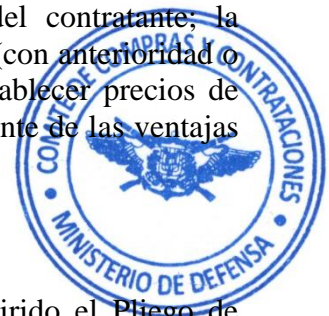 del contratante; la
(con anterioridad o
ablecer precios de
nte de las ventajas
COMITE DE COMPRAS Y CONTRATACIONES
MINISTERIO DE DEFENSA
irido el Pliego de